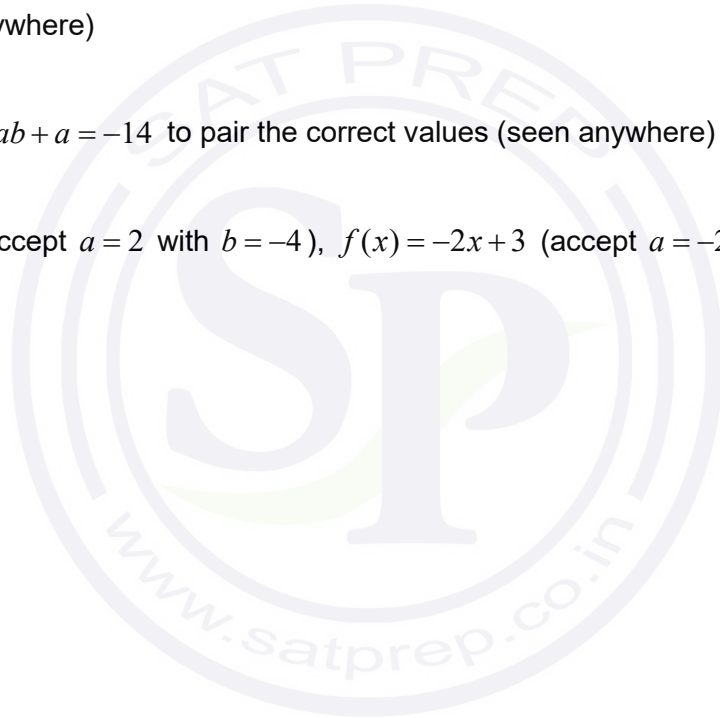 ywhere)
ab + a = −14 to pair the correct values (seen anywhere)
ccept a = 2 with b = −4 ), f (x) = −2x + 3 (accept a = −2
SAT PREP
SP
www.satprep.co.in